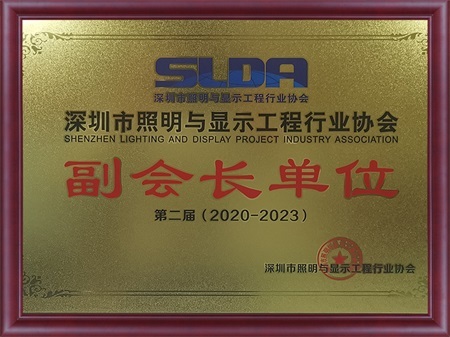 SLDA
深圳市照明与显示工程行业协会
深圳市照明与显示工程行业协会
SHENZHEN LIGHTING AND DISPLAY PROJECT INDUSTRY ASSOCIATION
副会长单位
第二届（2020-2023）
深圳市照明与显示工程行业协会